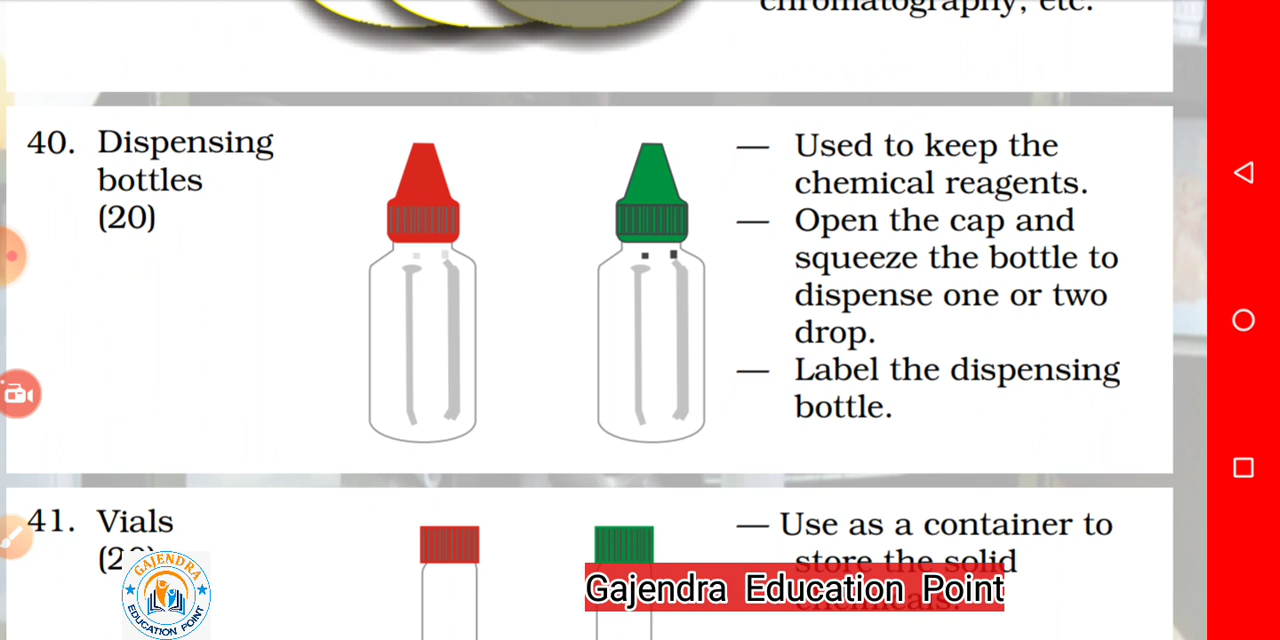 chromatography, etc.
40. Dispensing
bottles
(20)
— Used to keep the
chemical reagents.
— Open the cap and
squeeze the bottle to
dispense one or two
drop.
— Label the dispensing
bottle.
41. Vials
— Use as a container to
store the solid
chemicals.
GAJENDRA
EDUCATION POINT
Gajendra Education Point